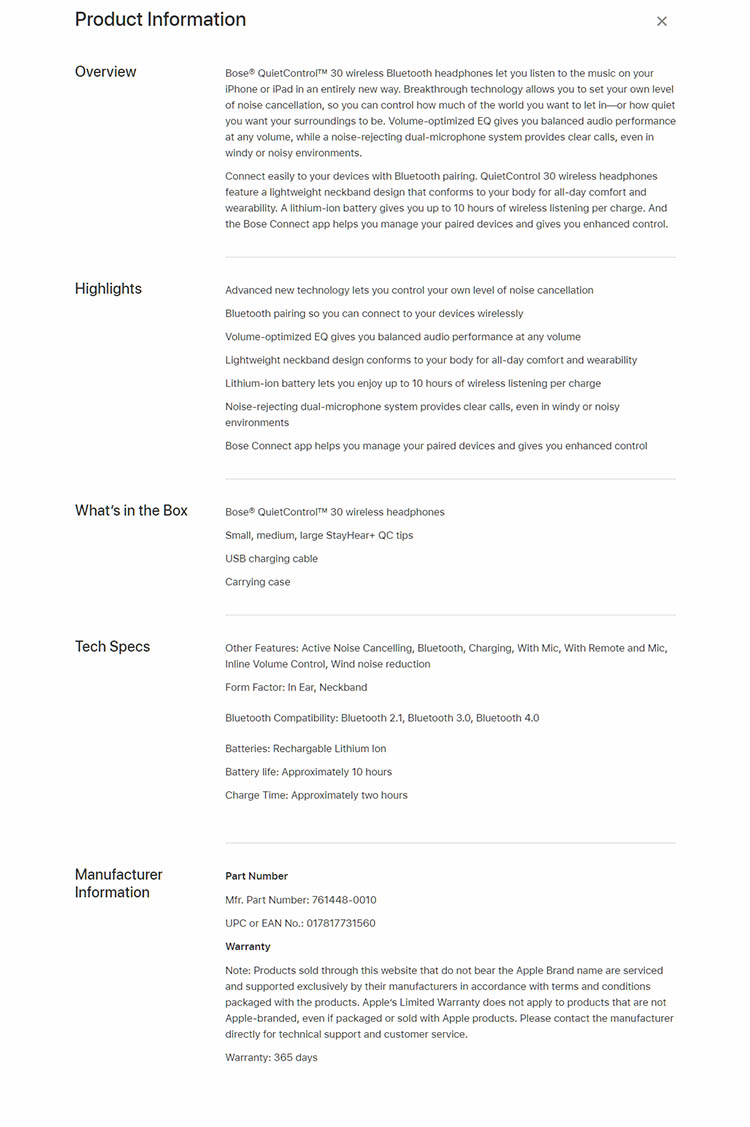 Product Information
Overview
Bose® QuietControl™ 30 wireless Bluetooth headphones let you listen to the music on your
iPhone or iPad in an entirely new way. Breakthrough technology allows you to set your own level
of noise cancellation, so you can control how much of the world you want to let in—or how quiet
you want your surroundings to be. Volume-optimized EQ gives you balanced audio performance
at any volume, while a noise-rejecting dual-microphone system provides clear calls, even in
windy or noisy environments.
Connect easily to your devices with Bluetooth pairing. QuietControl 30 wireless headphones
feature a lightweight neckband design that conforms to your body for all-day comfort and
wearability. A lithium-ion battery gives you up to 10 hours of wireless listening per charge. And
the Bose Connect app helps you manage your paired devices and gives you enhanced control.
Highlights
Advanced new technology lets you control your own level of noise cancellation
Bluetooth pairing so you can connect to your devices wirelessly
Volume-optimized EQ gives you balanced audio performance at any volume
Lightweight neckband design conforms to your body for all-day comfort and wearability
Lithium-ion battery lets you enjoy up to 10 hours of wireless listening per charge
Noise-rejecting dual-microphone system provides clear calls, even in windy or noisy
environments
Bose Connect app helps you manage your paired devices and gives you enhanced control
What's in the Box
Bose® QuietControl™ 30 wireless headphones
Small, medium, large StayHear+ QC tips
USB charging cable
Carrying case
Tech Specs
Other Features: Active Noise Cancelling, Bluetooth, Charging, With Mic, With Remote and Mic,
Inline Volume Control, Wind noise reduction
Form Factor: In Ear, Neckband
Bluetooth Compatibility: Bluetooth 2.1, Bluetooth 3.0, Bluetooth 4.0
Batteries: Rechargable Lithium Ion
Battery life: Approximately 10 hours
Charge Time: Approximately two hours
Manufacturer
Information
Part Number
Mfr. Part Number: 761448-0010
UPC or EAN No.: 017817731560
Warranty
Note: Products sold through this website that do not bear the Apple Brand name are serviced
and supported exclusively by their manufacturers in accordance with terms and conditions
packaged with the products. Apple's Limited Warranty does not apply to products that are not
Apple-branded, even if packaged or sold with Apple products. Please contact the manufacturer
directly for technical support and customer service.
Warranty: 365 days